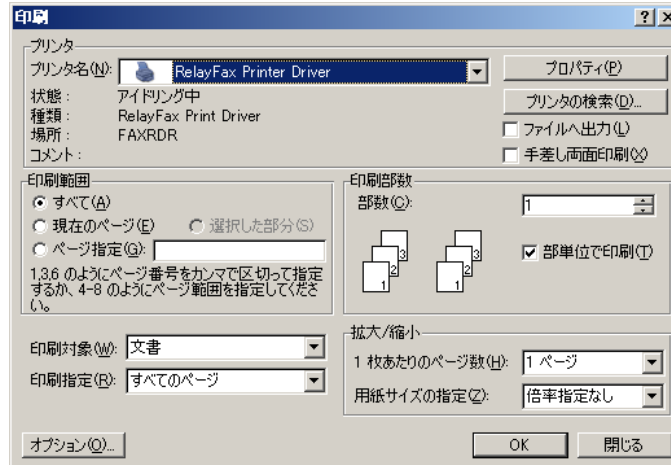 印刷
プリンタ
プリンタ名(N): RelayFax Printer Driver
プロパティ(P)
状態: アイドリング中
プリンタの検索(D)...
種類: RelayFax Print Driver
場所: FAXRDR
ファイルへ出力(L)
コメント:
手差し両面印刷(X)
印刷範囲
すべて(A)
現在のページ(E) 選択した部分(S)
ページ指定(G):
1,3,6 のようにページ番号をカンマで区切って指定
するか、4-8 のようにページ範囲を指定してくださ
い。
印刷部数
部数(C): 1
1 2 3 1 2 3
部単位で印刷(T)
印刷対象(W): 文書
印刷指定(R): すべてのページ
拡大/縮小
1 枚あたりのページ数(H): 1 ページ
用紙サイズの指定(Z): 倍率指定なし
オプション(O)...
OK
閉じる